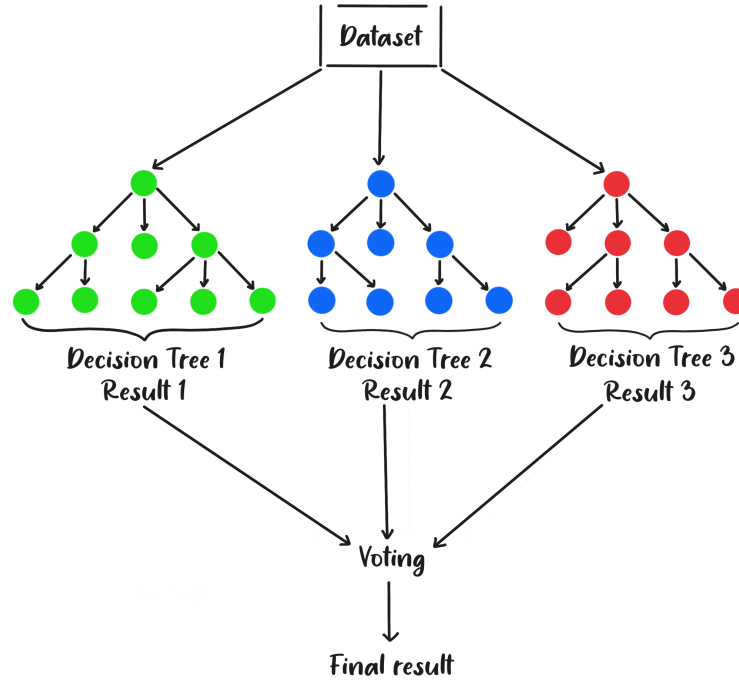 Dataset
Decision Tree 1
Result 1
Decision Tree 2
Result 2
Decision Tree 3
Result 3
Voting
Final result